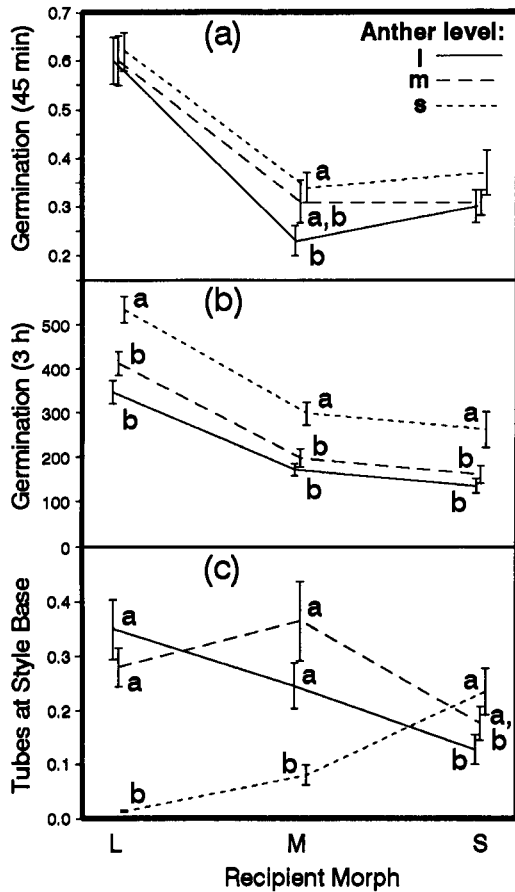 (a)
Anther level:
l
m
s
Germination (45 min)
0.7
0.6
0.5
0.4
0.3
0.2
a
a,b
b
(b)
Germination (3 h)
500
400
300
200
100
0
a
b
b
a
b
b
a
b
b
(c)
Tubes at Style Base
0.4
0.3
0.2
0.1
0.0
a
a
b
a
a
b
a
a,
b
b
L M S
Recipient Morph